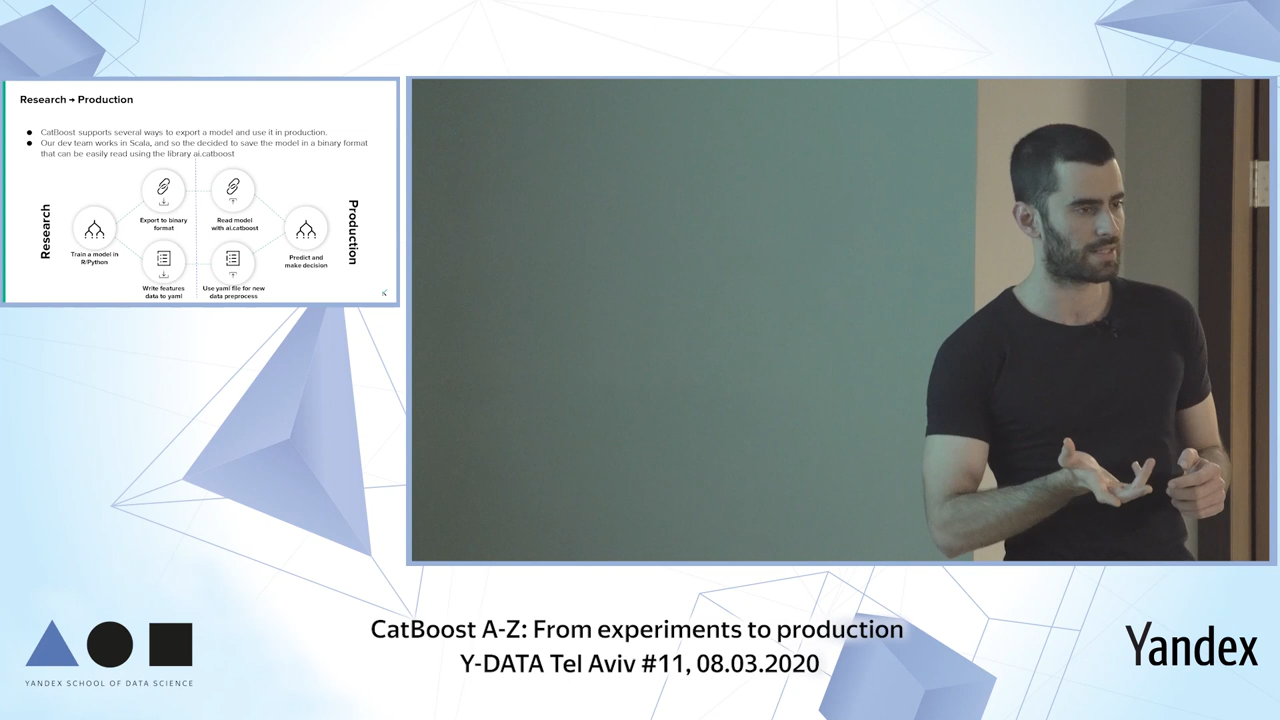 Research → Production
● CatBoost supports several ways to export a model and use it in production.
● Our dev team works in Scala, and so the decided to save the model in a binary format
that can be easily read using the library ai.catboost
Research
Train a model in
R/Python
Export to binary
format
Write features
data to yaml
Read model
with ai.catboost
Use yaml file for new
data preprocess
Predict and
make decision
Production
CatBoost A-Z: From experiments to production
Y-DATA Tel Aviv #11, 08.03.2020
YANDEX SCHOOL OF DATA SCIENCE
Yandex